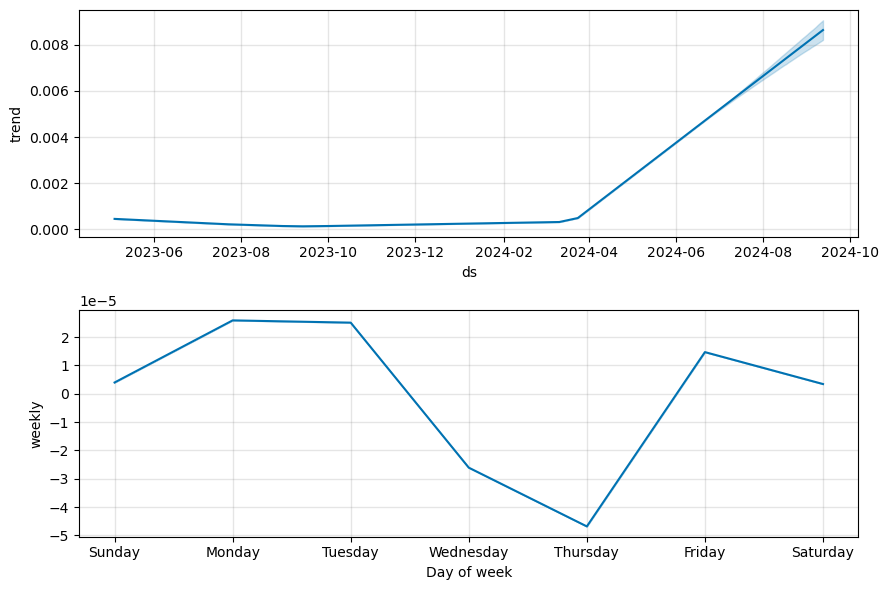 0.008
0.006
0.004
0.002
0.000
trend
2023-06 2023-08 2023-10 2023-12 2024-02 2024-04 2024-06 2024-08 2024-10
ds
1e−5
2
1
0
−1
−2
−3
−4
−5
weekly
Sunday Monday Tuesday Wednesday Thursday Friday Saturday
Day of week